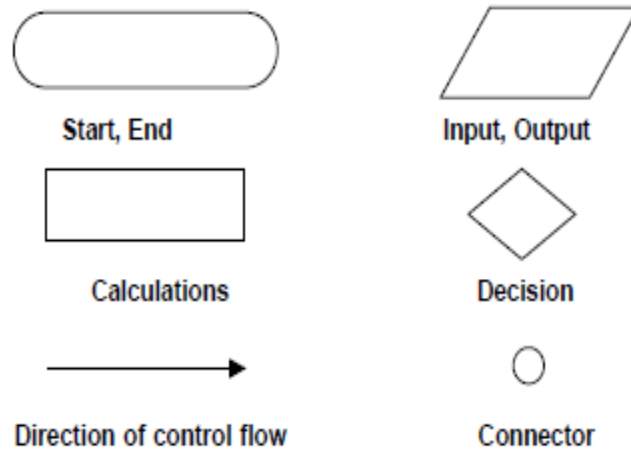 Start, End
Input, Output
Calculations
Decision
Direction of control flow
Connector